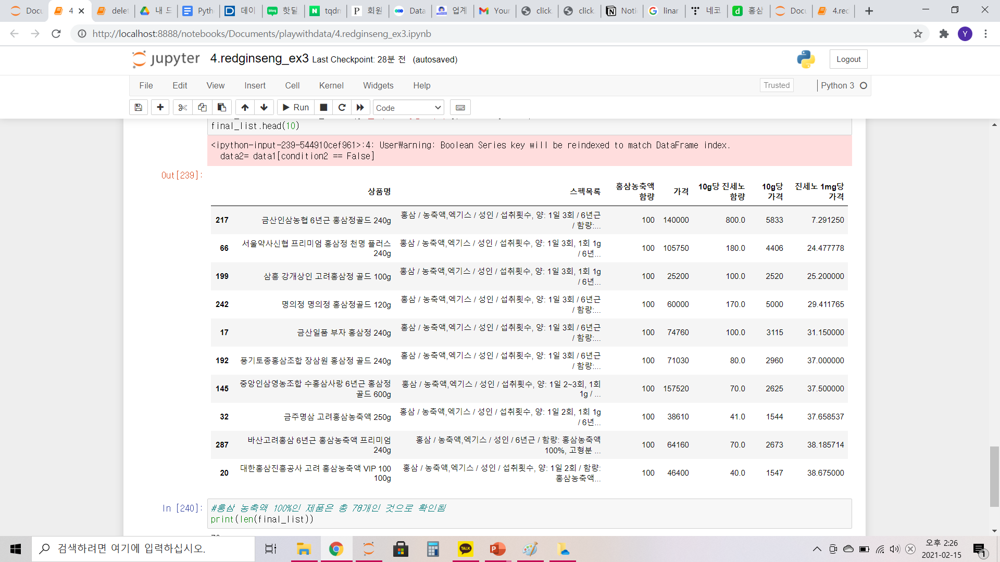 Docu
4
delet
내 드
Pyth
데이
핫딜
tqdn
회원
Data
업계
Your
click.
click.
Noti
linar
네코
홍삼
Docu
4.rec
http://localhost:8888/notebooks/Documents/playwithdata/4.redginseng_ex3.ipynb
Y
jupyter 4.redginseng_ex3 Last Checkpoint: 28분 전 (autosaved)
Logout
File Edit View Insert Cell Kernel Widgets Help
Trusted Python 3
Run Code
final_list.head(10)
<ipython-input-239-544910cef961>:4: UserWarning: Boolean Series key will be reindexed to match DataFrame index.
data2= data1[condition2 == False]
Out[239]:
상품명 스펙목록 홍삼농축액 함량 가격 10g당 진세노 함량 10g당 가격 진세노 1mg당 가격
217 금산인삼농협 6년근 홍삼정골드 240g 홍삼 / 농축액,엑기스 / 성인 / 섭취횟수, 양: 1일 3회 / 6년근 / 함량:... 100 140000 800.0 5833 7.291250
66 서울약사신협 프리미엄 홍삼정 천명 플러스 240g 홍삼 / 농축액,엑기스 / 성인 / 섭취횟수, 양: 1일 3회, 1회 1g / 6년... 100 105750 180.0 4406 24.477778
199 삼흥 강개상인 고려홍삼정 골드 100g 홍삼 / 농축액,엑기스 / 성인 / 섭취횟수, 양: 1일 3회, 1회 1g / 6년... 100 25200 100.0 2520 25.200000
242 명의정 명의정 홍삼정골드 120g 홍삼 / 농축액,엑기스 / 성인 / 섭취횟수, 양: 1일 3회 / 6년근 / 함량:... 100 60000 170.0 5000 29.411765
17 금산일품 부자 홍삼정 240g 홍삼 / 농축액,엑기스 / 성인 / 섭취횟수, 양: 1일 3회 / 6년근 / 함량:... 100 74760 100.0 3115 31.150000
192 풍기토종홍삼조합 장삼원 홍삼정 골드 240g 홍삼 / 농축액,엑기스 / 성인 / 섭취횟수, 양: 1일 3회 / 6년근 / 함량:... 100 71030 80.0 2960 37.000000
145 중앙인삼영농조합 수홍삼사랑 6년근 홍삼정 골드 600g 홍삼 / 농축액,엑기스 / 성인 / 섭취횟수, 양: 1일 2~3회, 1회 1g / ... 100 157520 70.0 2625 37.500000
32 금주명삼 고려홍삼농축액 250g 홍삼 / 농축액,엑기스 / 성인 / 섭취횟수, 양: 1일 2회, 1회 1g / 6년... 100 38610 41.0 1544 37.658537
287 바산고려홍삼 6년근 홍삼농축액 프리미엄 240g 홍삼 / 농축액,엑기스 / 성인 / 6년근 / 함량: 홍삼농축액 100%, 고형분 ... 100 64160 70.0 2673 38.185714
20 대한홍삼진흥공사 고려 홍삼농축액 VIP 100 100g 홍삼 / 농축액,엑기스 / 성인 / 섭취횟수, 양: 1일 2회 / 함량: 홍삼농축액... 100 46400 40.0 1547 38.675000
In [240]: #홍삼 농축액 100%인 제품은 총 78개인 것으로 확인됨
print(len(final_list))
검색하려면 여기에 입력하십시오.
TALK
오후 2:26
2021-02-15
1